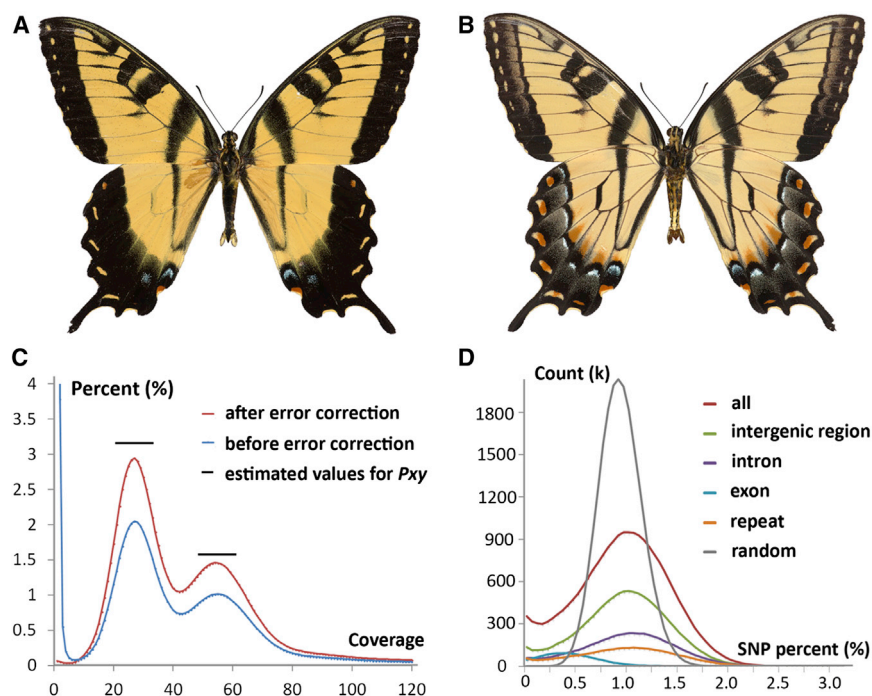 A
B
C
Percent (%)
after error correction
before error correction
estimated values for Pxy
4
3.5
3
2.5
2
1.5
1
0.5
0
Coverage
0 20 40 60 80 100 120
D
Count (k)
all
intergenic region
intron
exon
repeat
random
1800
1500
1200
900
600
300
0
SNP percent (%)
0 0.5 1.0 1.5 2.0 2.5 3.0